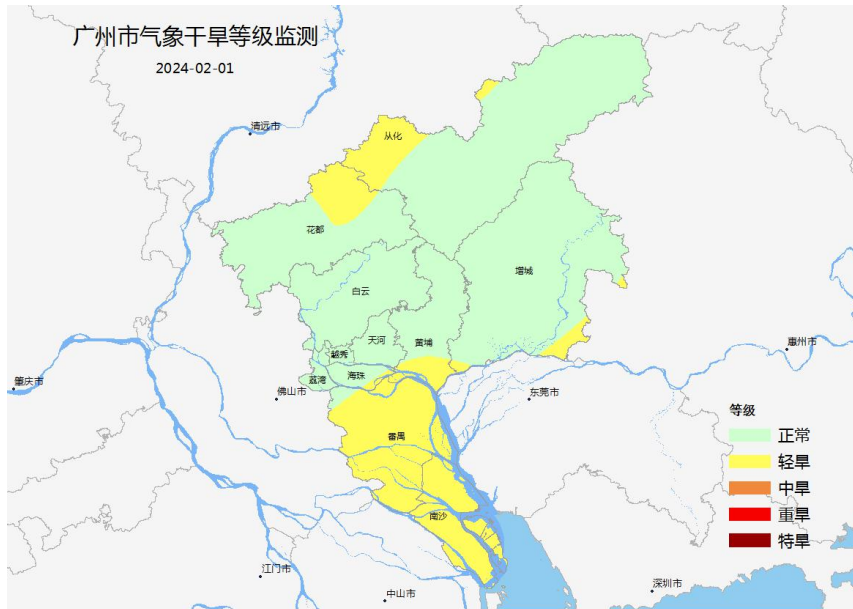 广州市气象干旱等级监测
2024-02-01
清远市
从化
花都
增城
白云
天河
黄埔
越秀
荔湾
海珠
肇庆市
佛山市
东莞市
惠州市
番禺
南沙
江门市
中山市
深圳市
等级
正常
轻旱
中旱
重旱
特旱